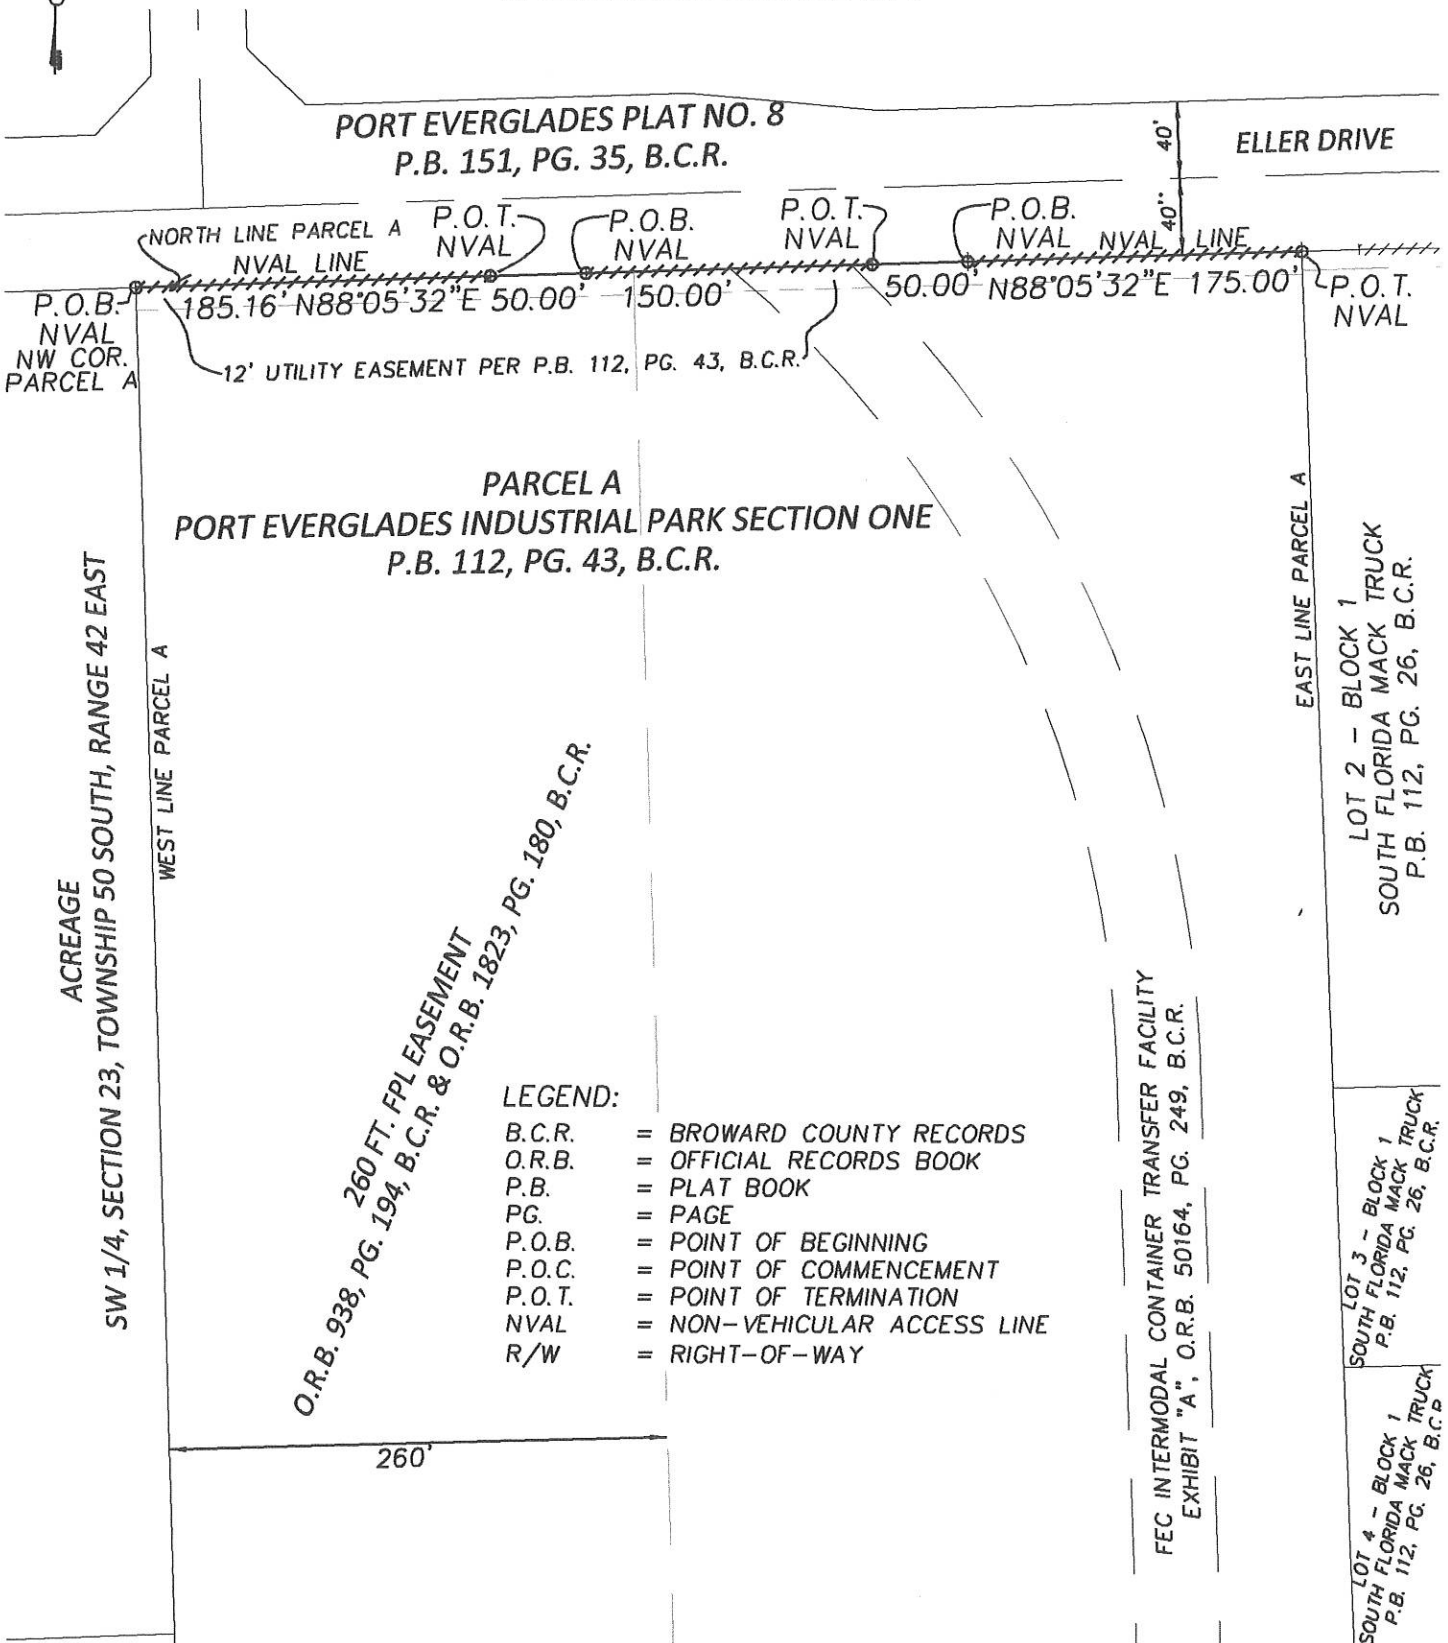 PORT EVERGLADES PLAT NO. 8
P.B. 151, PG. 35, B.C.R.
40'
40''
ELLER DRIVE
NORTH LINE PARCEL A
NVAL LINE
P.O.T.
NVAL
P.O.B.
NVAL
P.O.T.
NVAL
P.O.B.
NVAL
NVAL LINE
P.O.B.
NVAL
NW COR.
PARCEL A
185.16' N88°05'32"E 50.00' 150.00' 50.00' N88°05'32"E 175.00'
P.O.T.
NVAL
12' UTILITY EASEMENT PER P.B. 112, PG. 43, B.C.R.
PARCEL A
PORT EVERGLADES INDUSTRIAL PARK SECTION ONE
P.B. 112, PG. 43, B.C.R.
ACREAGE
SW 1/4, SECTION 23, TOWNSHIP 50 SOUTH, RANGE 42 EAST
WEST LINE PARCEL A
EAST LINE PARCEL A
LOT 2 - BLOCK 1
SOUTH FLORIDA MACK TRUCK
P.B. 112, PG. 26, B.C.R.
260 FT. FPL EASEMENT
O.R.B. 938, PG. 194, B.C.R. & O.R.B. 1823, PG. 180, B.C.R.
LEGEND:
B.C.R. = BROWARD COUNTY RECORDS
O.R.B. = OFFICIAL RECORDS BOOK
P.B. = PLAT BOOK
PG. = PAGE
P.O.B. = POINT OF BEGINNING
P.O.C. = POINT OF COMMENCEMENT
P.O.T. = POINT OF TERMINATION
NVAL = NON-VEHICULAR ACCESS LINE
R/W = RIGHT-OF-WAY
FEC INTERMODAL CONTAINER TRANSFER FACILITY
EXHIBIT "A", O.R.B. 50164, PG. 249, B.C.R.
LOT 3 - BLOCK 1
SOUTH FLORIDA MACK TRUCK
P.B. 112, PG. 26, B.C.R.
LOT 4 - BLOCK 1
SOUTH FLORIDA MACK TRUCK
P.B. 112, PG. 26, B.C.R
260'